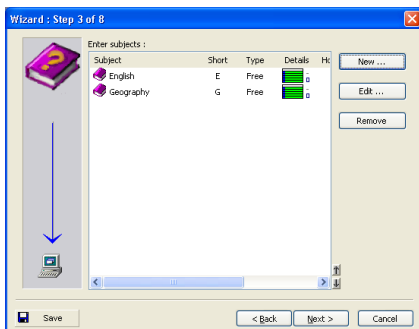 Wizard : Step 3 of 8
Enter subjects :
Subject Short Type Details Ho
English E Free
Geography G Free
New ...
Edit ...
Remove
Save
< Back Next > Cancel